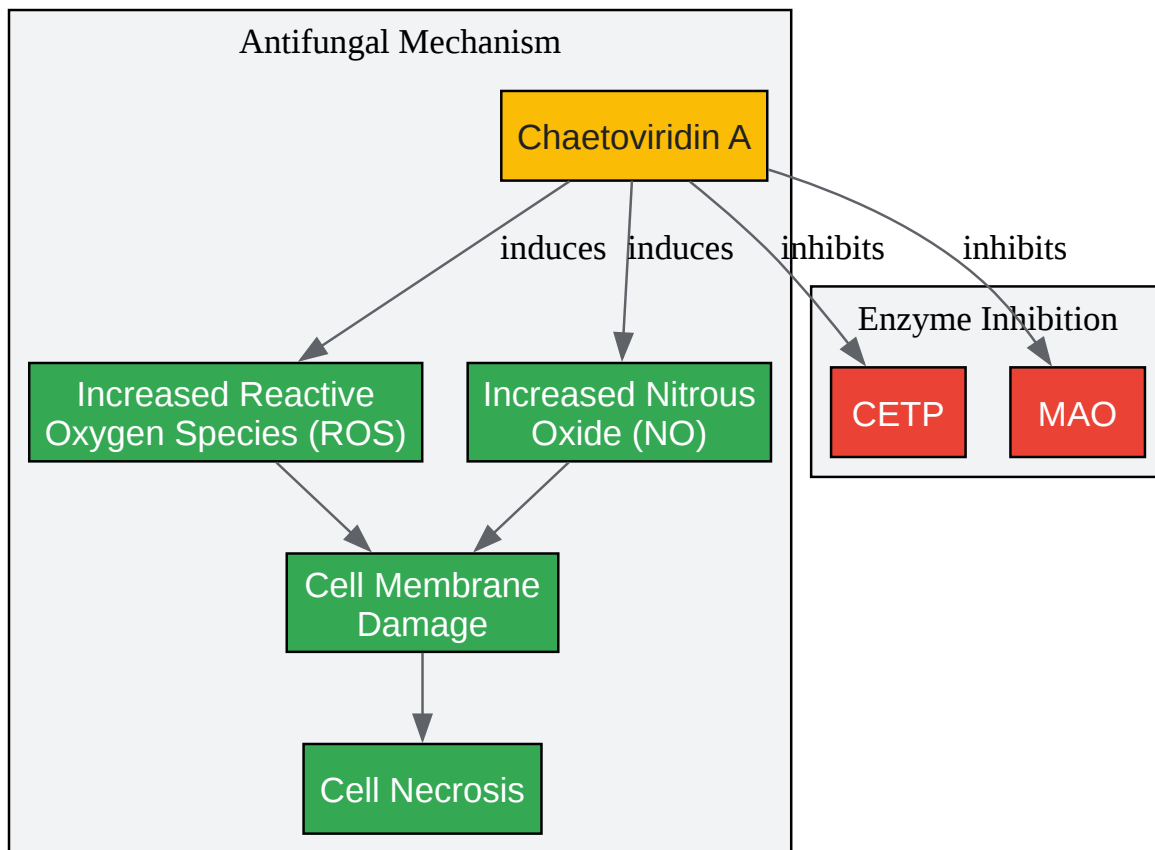 Antifungal Mechanism
Chaetoviridin A
induces
induces
inhibits
inhibits
Enzyme Inhibition
Increased Reactive
Oxygen Species (ROS)
Increased Nitrous
Oxide (NO)
CETP
MAO
Cell Membrane
Damage
Cell Necrosis